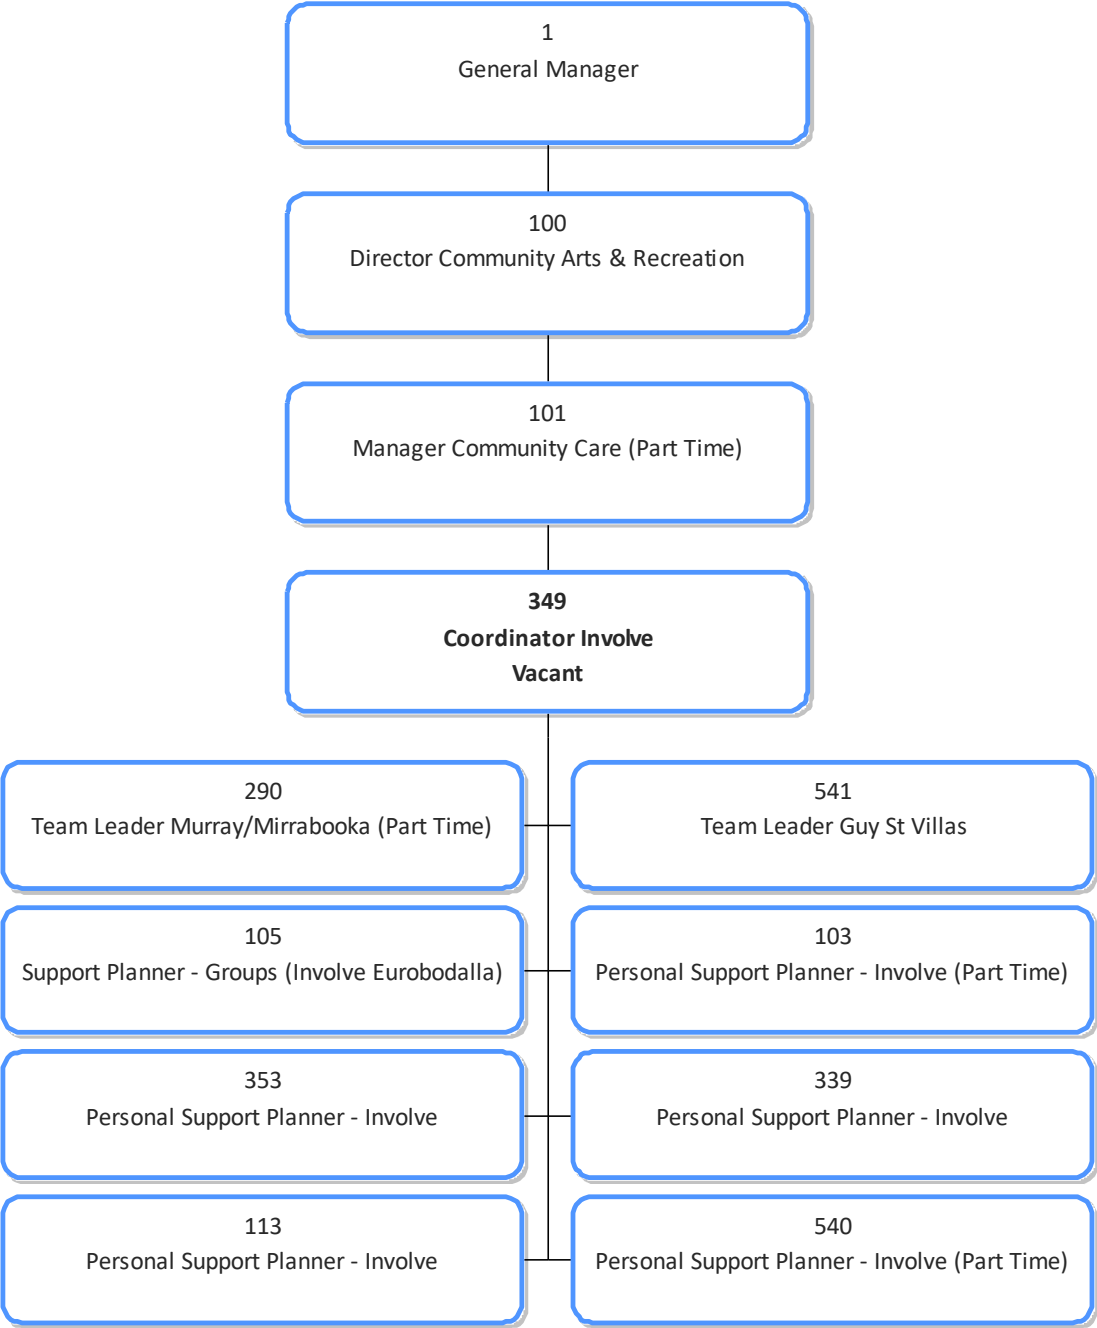 1
General Manager
100
Director Community Arts & Recreation
101
Manager Community Care (Part Time)
349
Coordinator Involve
Vacant
290
Team Leader Murray/Mirrabooka (Part Time)
541
Team Leader Guy St Villas
105
Support Planner - Groups (Involve Eurobodalla)
103
Personal Support Planner - Involve (Part Time)
353
Personal Support Planner - Involve
339
Personal Support Planner - Involve
113
Personal Support Planner - Involve
540
Personal Support Planner - Involve (Part Time)